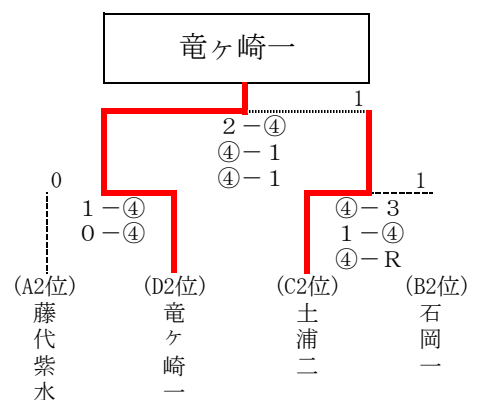 竜ヶ崎一
1
2－④
④－1
④－1
0
1
1－④
0－④
④－3
1－④
④－R
(A2位)
(D2位)
(C2位)
(B2位)
藤代紫水
竜ヶ崎一
土浦二
石岡一